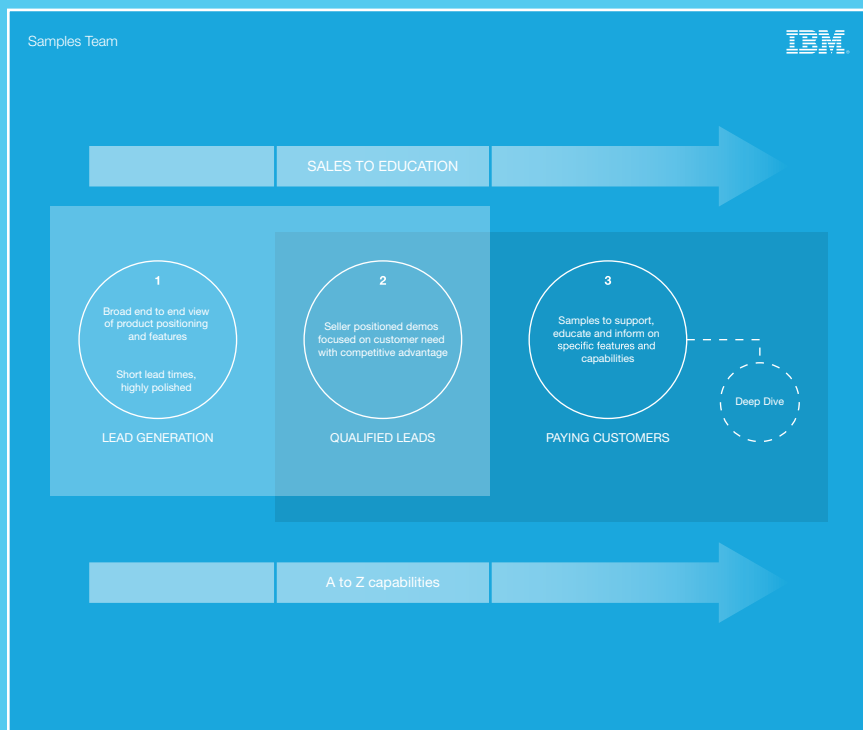 Samples Team
IBM
SALES TO EDUCATION
1
Broad end to end view
of product positioning
and features
Short lead times,
highly polished
LEAD GENERATION
2
Seller positioned demos
focused on customer need
with competitive advantage
QUALIFIED LEADS
3
Samples to support,
educate and inform on
specific features and
capabilities
PAYING CUSTOMERS
Deep Dive
A to Z capabilities